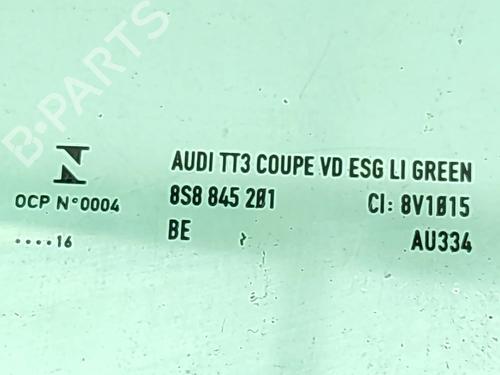 B-PARTS
AUDI TT3 COUPE VD ESG LI GREEN
8S8 845 201 CI: 8V1015
OCP N°0004
....16 BE AU334